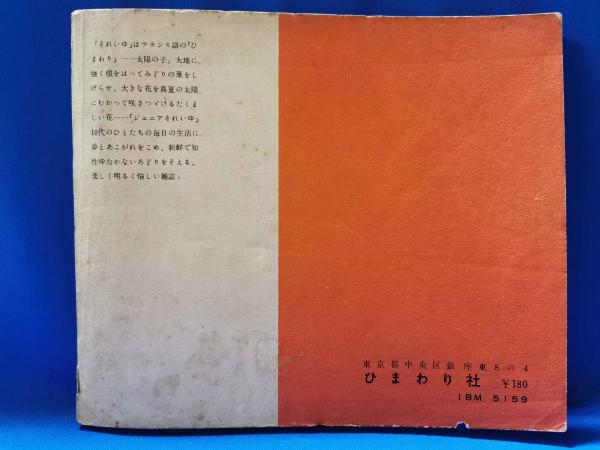 「それいゆ」はフランス語の「ひ
まわり」……太陽の子。大地に
強く根をはってみどりの葉をし
げらせ、大きな花を真夏の太陽
にむかって咲きつゞけるたくま
しい花……「ジュニアそれいゆ」
10代のひとたちの毎日の生活に
夢とあこがれをこめ、新鮮で知
性ゆたかないろどりをそえる、
美しく明るく愉しい雑誌。
東京都中央区銀座東8の4
ひまわり社 ¥180
IBM 5159